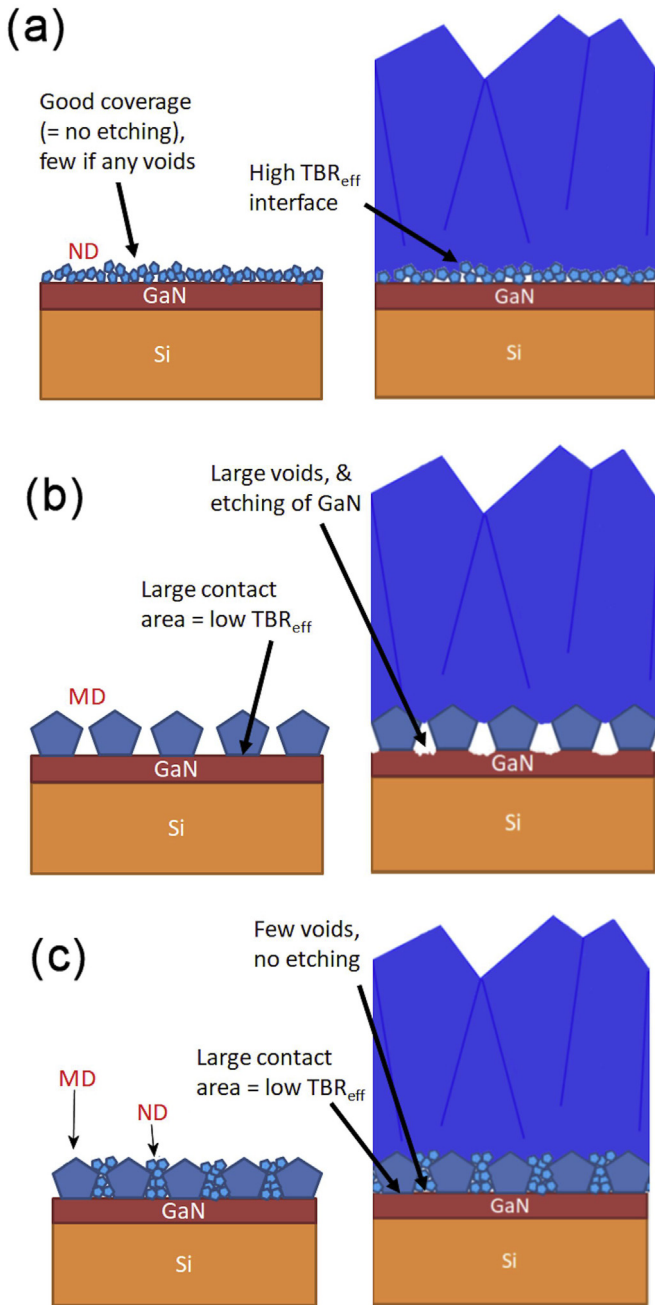 (a)
Good coverage
(= no etching),
few if any voids
High TBReff
interface
ND
GaN
Si
GaN
Si
(b)
Large voids, &
etching of GaN
Large contact
area = low TBReff
MD
GaN
Si
GaN
Si
(c)
Few voids,
no etching
Large contact
area = low TBReff
MD
ND
GaN
Si
GaN
Si